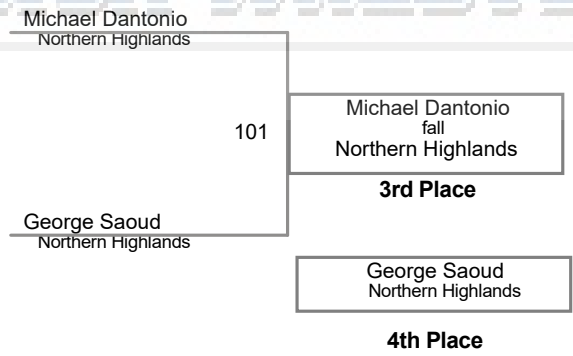 Michael Dantonio
Northern Highlands
101
Michael Dantonio
fall
Northern Highlands
3rd Place
George Saoud
Northern Highlands
George Saoud
Northern Highlands
4th Place